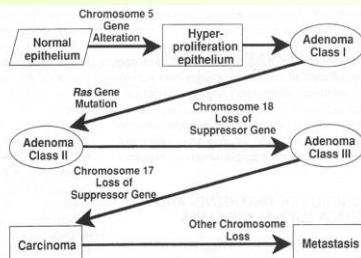 Chromosome 5
Gene
Alteration
Normal
epithelium
Hyper-
proliferation
epithelium
Adenoma
Class I
Ras Gene
Mutation
Chromosome 18
Loss of
Suppressor Gene
Adenoma
Class II
Adenoma
Class III
Chromosome 17
Loss of
Suppressor Gene
Other Chromosome
Loss
Carcinoma
Metastasis